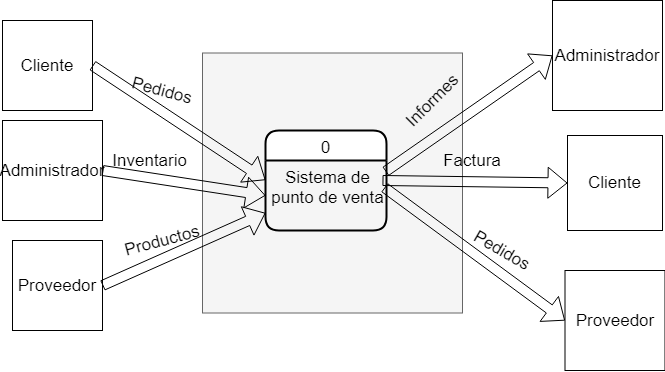 Cliente
Pedidos
Administrador
Inventario
Proveedor
Productos
0
Sistema de
punto de venta
Informes
Administrador
Factura
Cliente
Pedidos
Proveedor